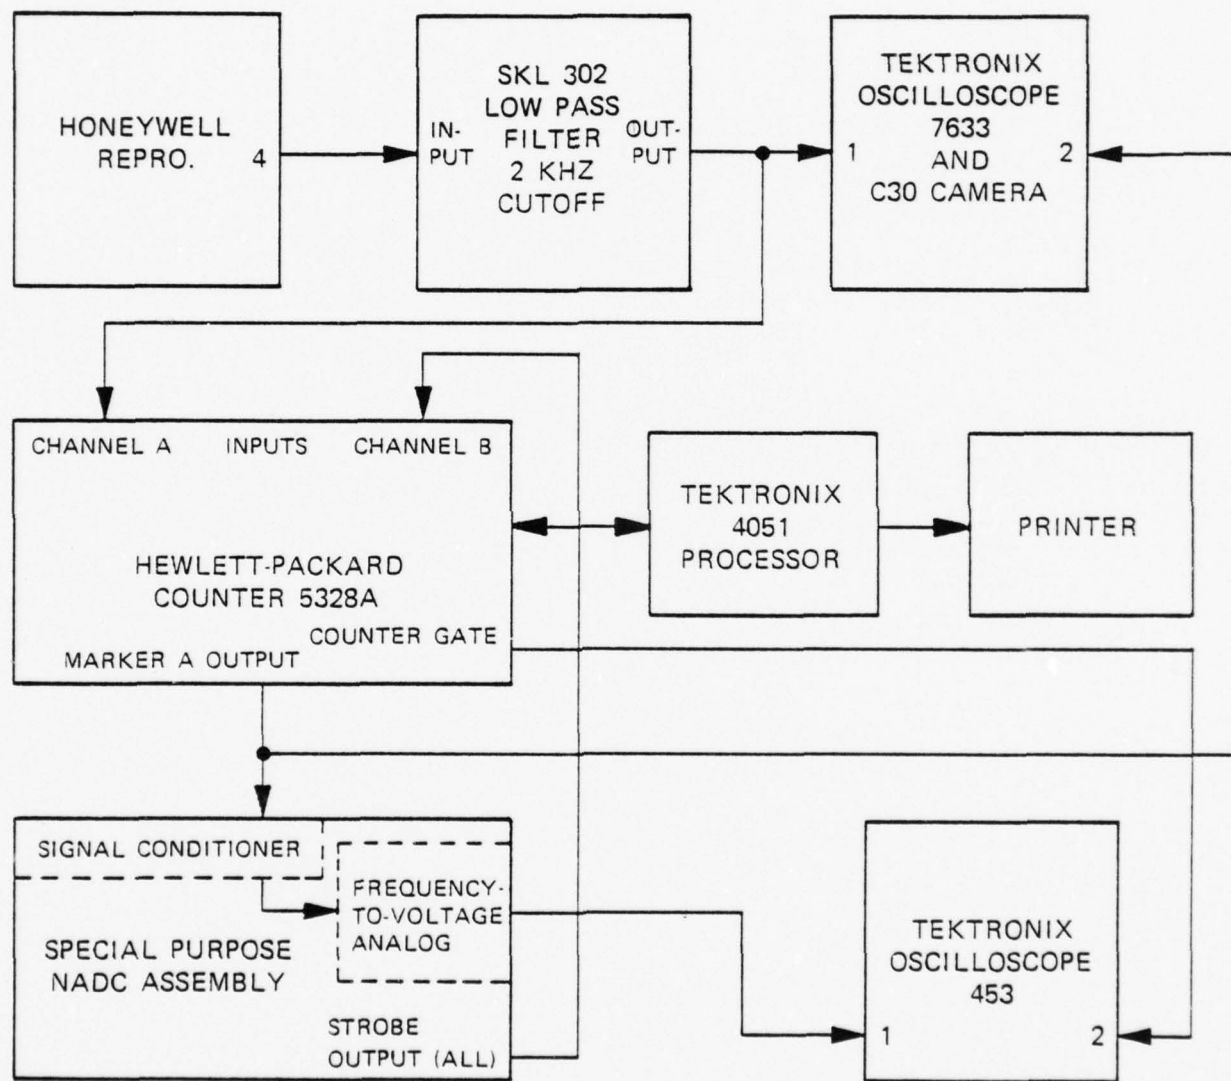 HONEYWELL
REPRO.
4
IN-
PUT
SKL 302
LOW PASS
FILTER
2 KHZ
CUTOFF
OUT-
PUT
1
TEKTRONIX
OSCILLOSCOPE
7633
AND
C30 CAMERA
2
CHANNEL A INPUTS CHANNEL B
HEWLETT-PACKARD
COUNTER 5328A
COUNTER GATE
MARKER A OUTPUT
TEKTRONIX
4051
PROCESSOR
PRINTER
SIGNAL CONDITIONER
FREQUENCY-
TO-VOLTAGE
ANALOG
SPECIAL PURPOSE
NADC ASSEMBLY
STROBE
OUTPUT (ALL)
TEKTRONIX
OSCILLOSCOPE
453
1
2